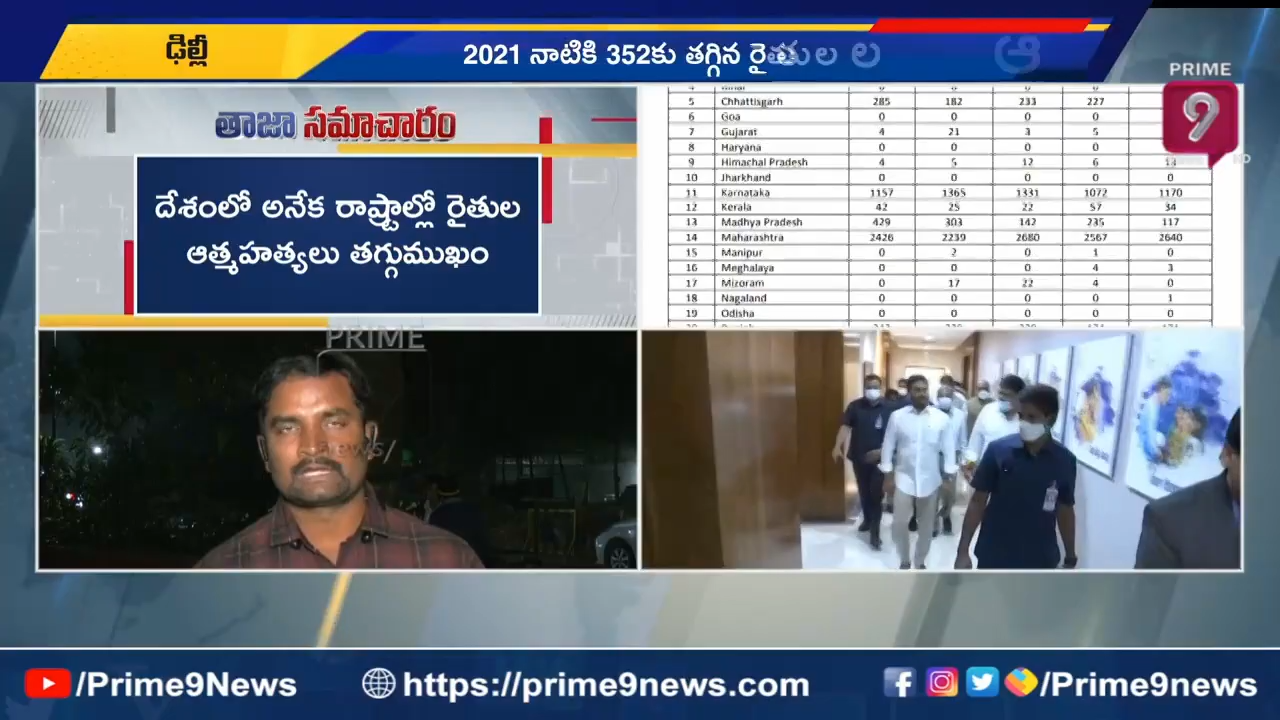 ఢిల్లీ
2021 నాటికి 352కు తగ్గిన రైతుల
PRIME
9
తాజా సమాచారం
దేశంలో అనేక రాష్ట్రాల్లో రైతుల
ఆత్మహత్యలు తగ్గుముఖం
5 Chhattisgarh 285 182 233 227
6 Goa 0 0 0 0 0
7 Gujarat 4 21 3 5
8 Haryana 0 0 0 0 0
9 Himachal Pradesh 4 5 12 6
10 Jharkhand 0 0 0 0 0
11 Karnataka 1157 1365 1331 1072 1170
12 Kerala 42 25 22 57 34
13 Madhya Pradesh 429 303 142 235 117
14 Maharashtra 2426 2239 2680 2567 2640
15 Manipur 0 2 0 1 0
16 Meghalaya 0 0 0 4 3
17 Mizoram 0 17 22 4 0
18 Nagaland 0 0 0 0 1
19 Odisha 0 0 0 0 0
PRIME
news/
/Prime9News
https://prime9news.com
/Prime9news